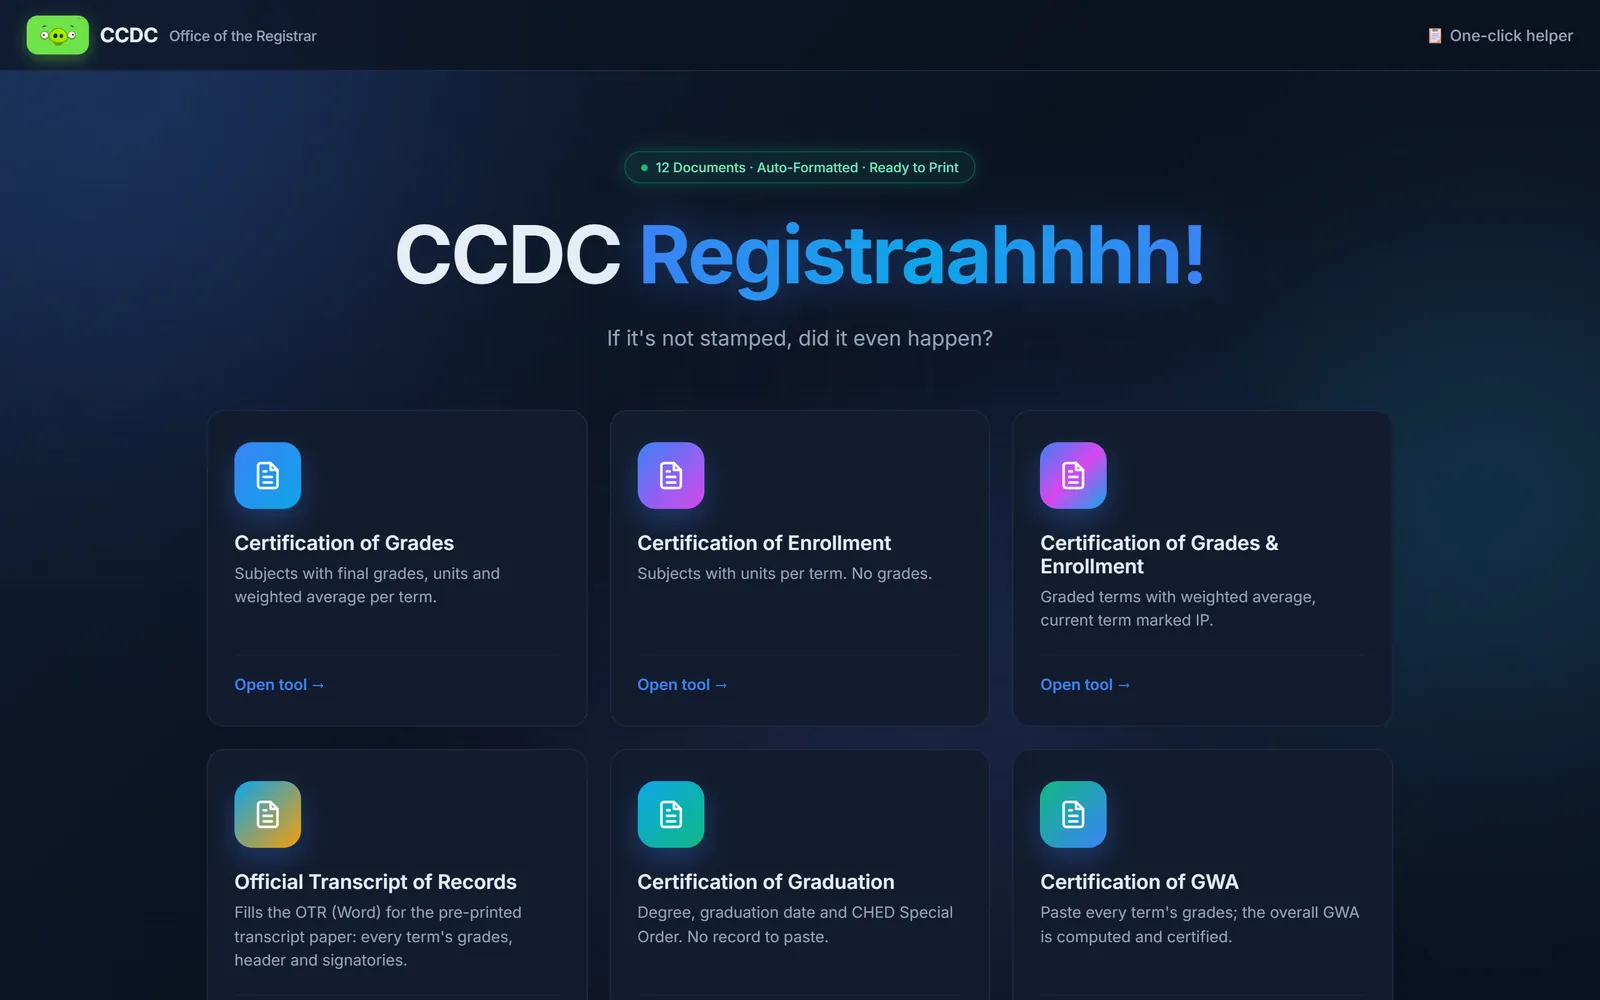 CCDC Office of the Registrar
📋 One-click helper
12 Documents · Auto-Formatted · Ready to Print
CCDC Registraahhhh!
If it's not stamped, did it even happen?
Certification of Grades
Subjects with final grades, units and
weighted average per term.
Open tool →
Certification of Enrollment
Subjects with units per term. No grades.
Open tool →
Certification of Grades &
Enrollment
Graded terms with weighted average,
current term marked IP.
Open tool →
Official Transcript of Records
Fills the OTR (Word) for the pre-printed
transcript paper: every term's grades,
header and signatories.
Certification of Graduation
Degree, graduation date and CHED Special
Order. No record to paste.
Certification of GWA
Paste every term's grades; the overall GWA
is computed and certified.